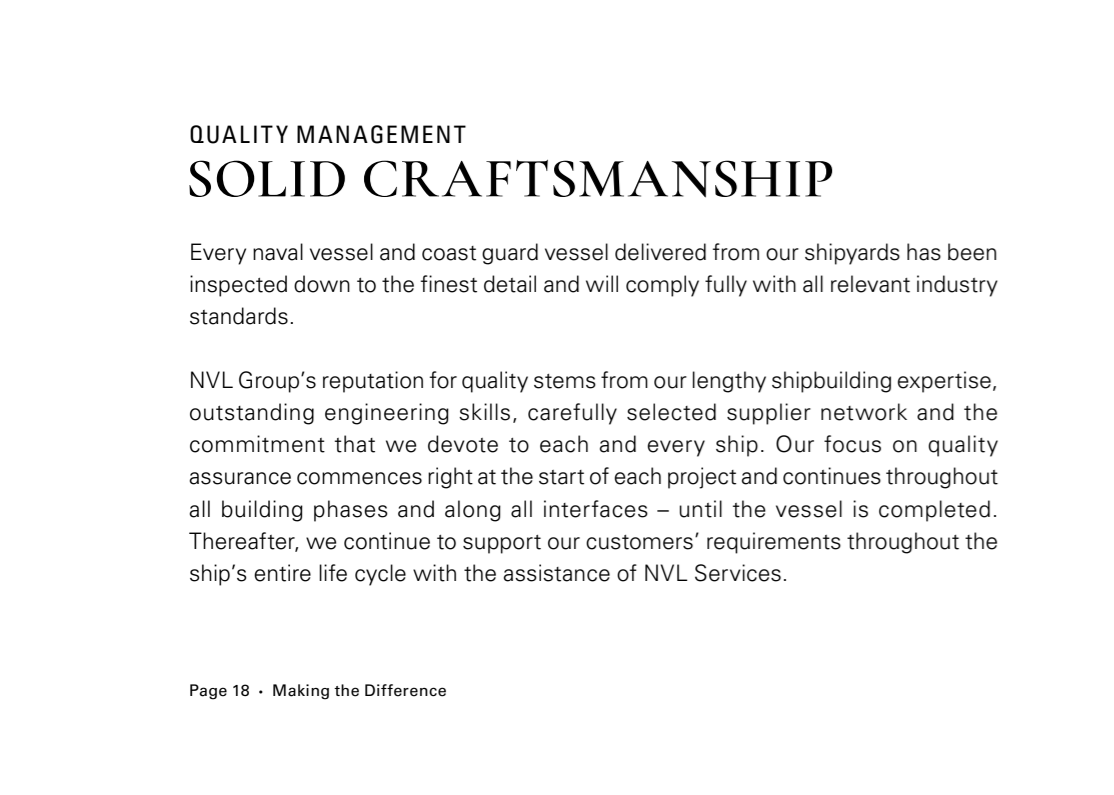 QUALITY MANAGEMENT
SOLID CRAFTSMANSHIP
Every naval vessel and coast guard vessel delivered from our shipyards has been
inspected down to the finest detail and will comply fully with all relevant industry
standards.
NVL Group’s reputation for quality stems from our lengthy shipbuilding expertise,
outstanding engineering skills, carefully selected supplier network and the
commitment that we devote to each and every ship. Our focus on quality
assurance commences right at the start of each project and continues throughout
all building phases and along all interfaces – until the vessel is completed.
Thereafter, we continue to support our customers’ requirements throughout the
ship’s entire life cycle with the assistance of NVL Services.
Page 18 • Making the Difference